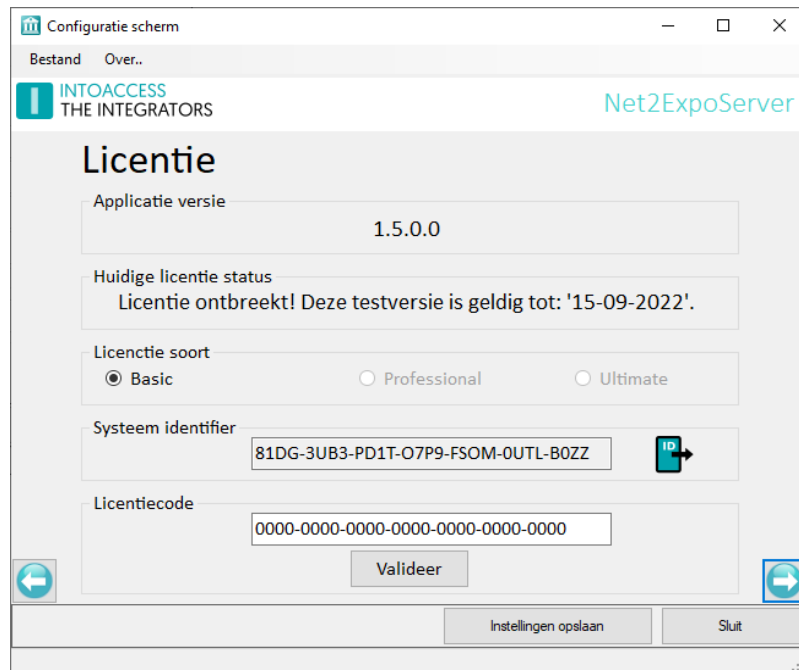 Configuratie scherm
Bestand Over..
INTOACCESS
THE INTEGRATORS
Net2ExpoServer
Licentie
Applicatie versie
1.5.0.0
Huidige licentie status
Licentie ontbreekt! Deze testversie is geldig tot: '15-09-2022'.
Licenctie soort
Basic Professional Ultimate
Systeem identifier
81DG-3UB3-PD1T-O7P9-FSOM-0UTL-B0ZZ
ID
Licentiecode
0000-0000-0000-0000-0000-0000-0000
Valideer
Instellingen opslaan Sluit